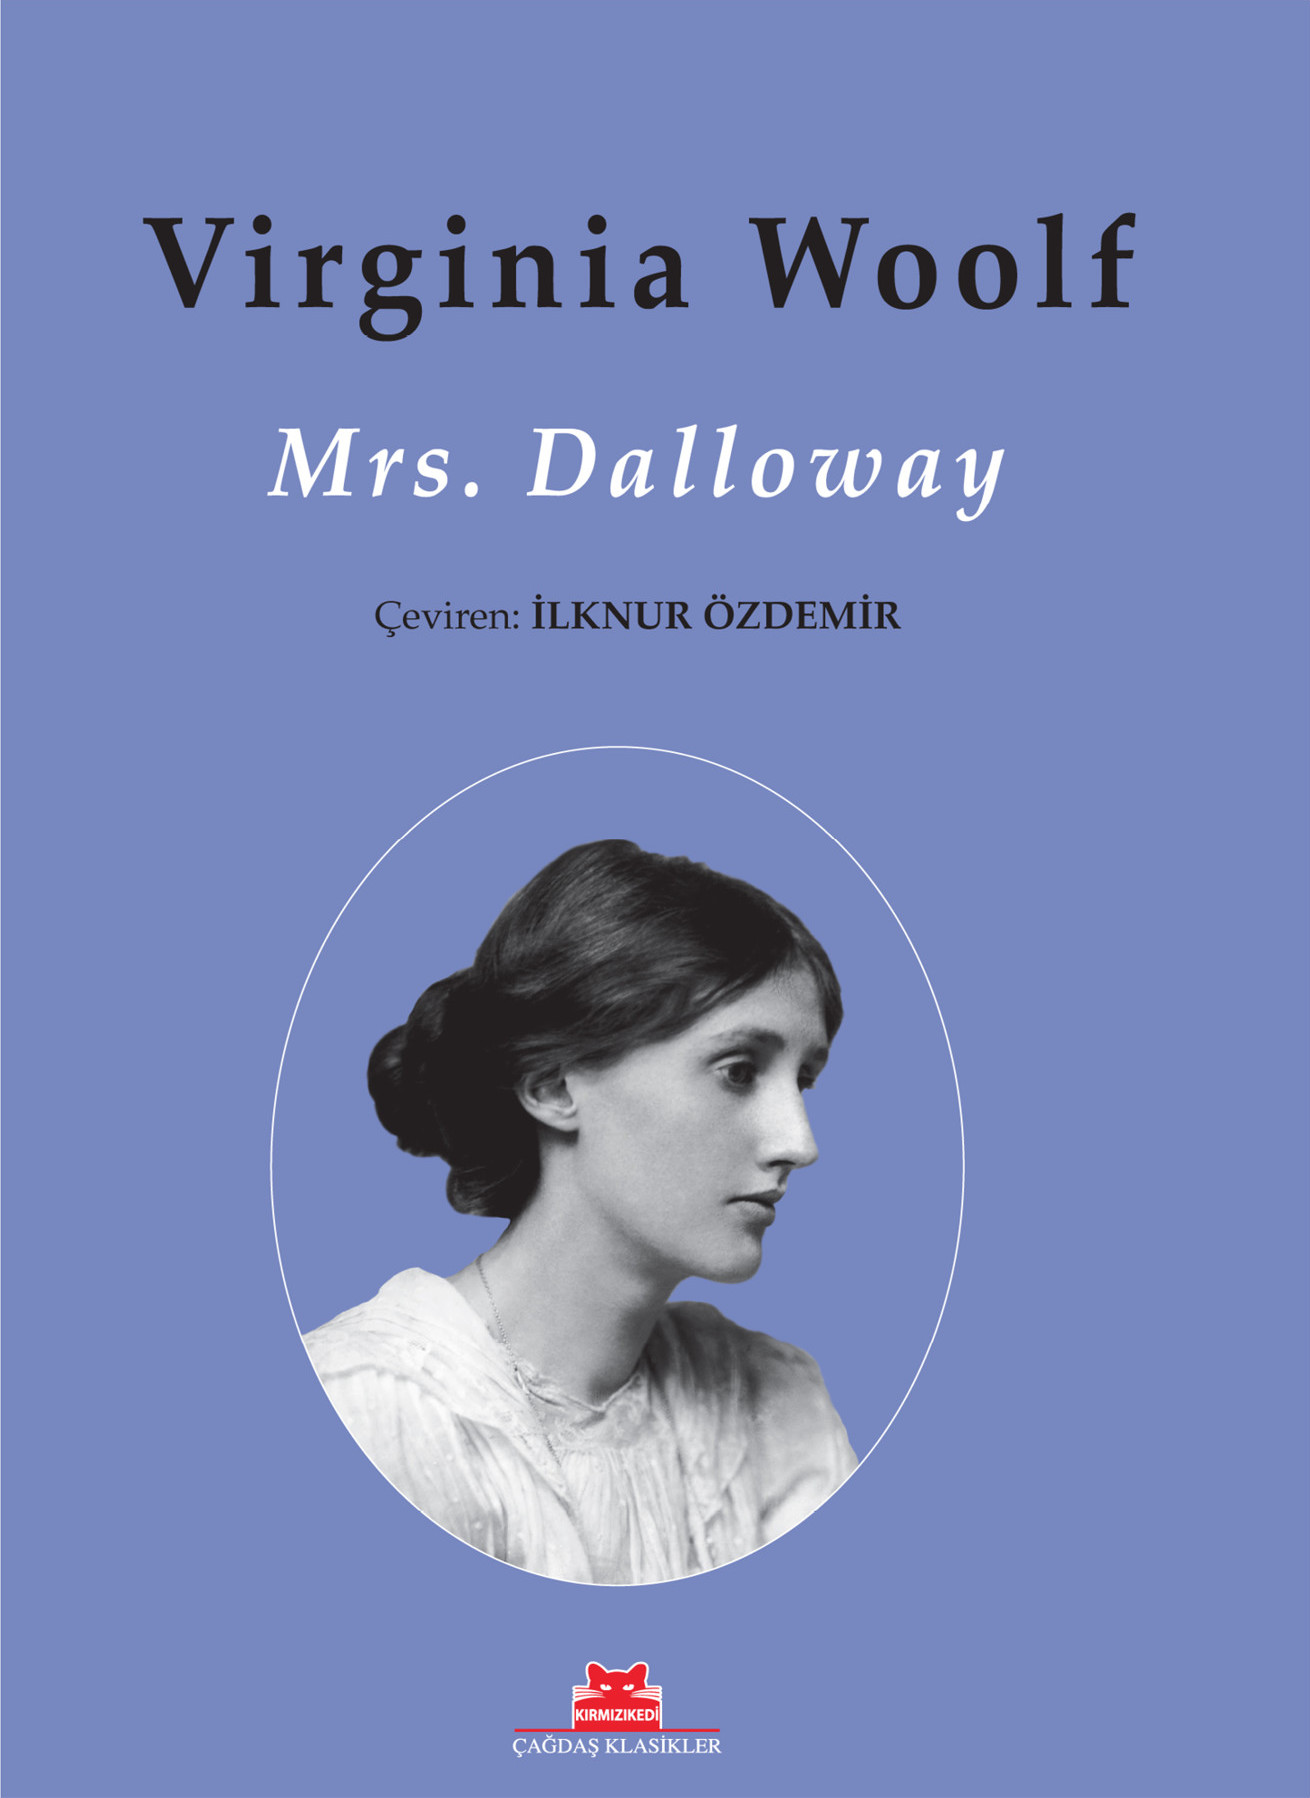 Virginia Woolf
Mrs. Dalloway
Çeviren: İLKNUR ÖZDEMİR
KIRMIZIKEDİ
ÇAĞDAŞ KLASİKLER